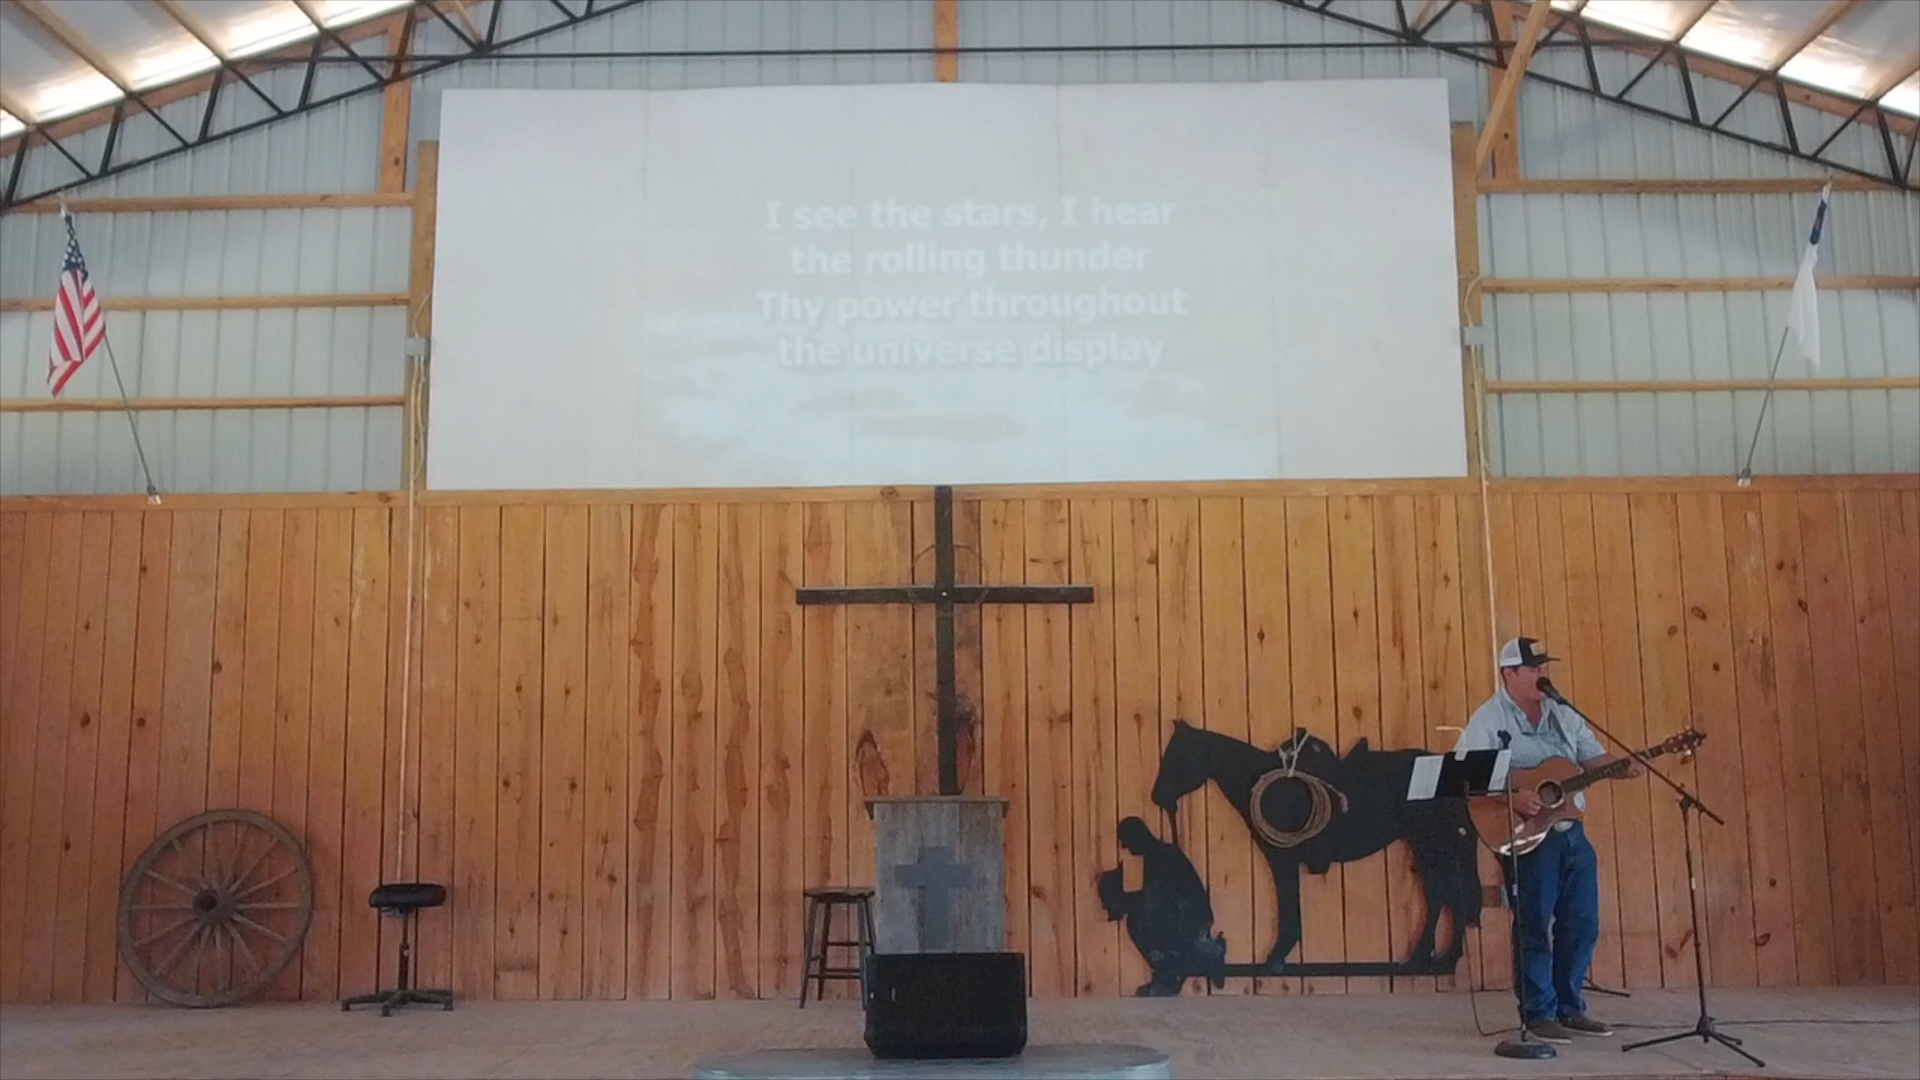 I see the stars, I hear
the rolling thunder
Thy power throughout
the universe display